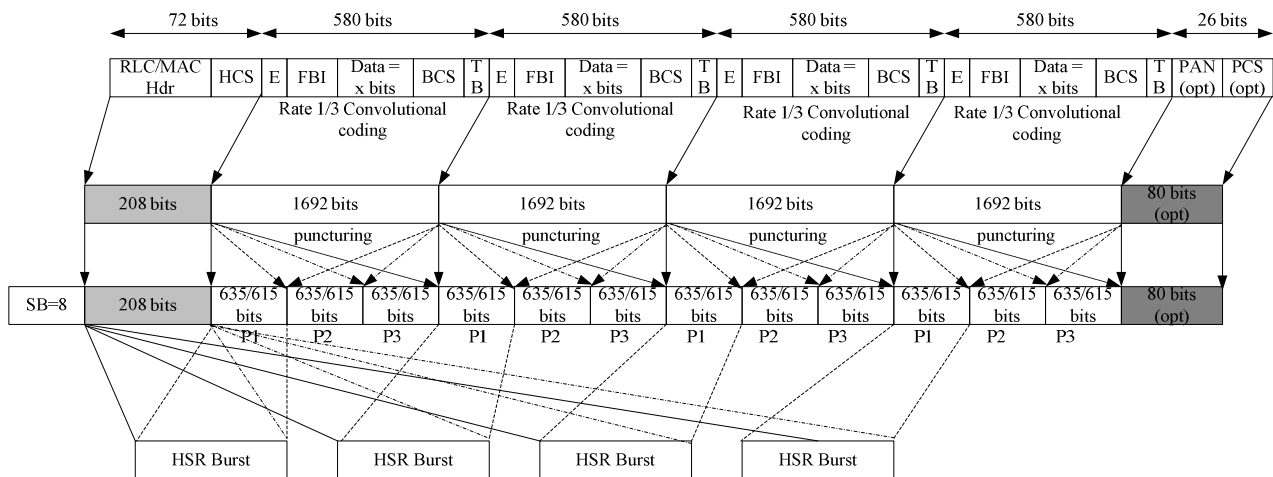 72 bits 580 bits 580 bits 580 bits 580 bits 26 bits
RLC/MAC Hdr HCS E FBI Data = x bits BCS T B E FBI Data = x bits BCS T B E FBI Data = x bits BCS T B E FBI Data = x bits BCS T B PAN (opt) PCS (opt)
Rate 1/3 Convolutional coding Rate 1/3 Convolutional coding Rate 1/3 Convolutional coding Rate 1/3 Convolutional coding
208 bits 1692 bits 1692 bits 1692 bits 1692 bits 80 bits (opt)
puncturing puncturing puncturing puncturing
SB=8 208 bits 635/615 bits 635/615 bits 635/615 bits 635/615 bits 635/615 bits 635/615 bits 635/615 bits 635/615 bits 635/615 bits 635/615 bits 635/615 bits 635/615 bits 80 bits (opt)
P1 P2 P3 P1 P2 P3 P1 P2 P3 P1 P2 P3
HSR Burst HSR Burst HSR Burst HSR Burst